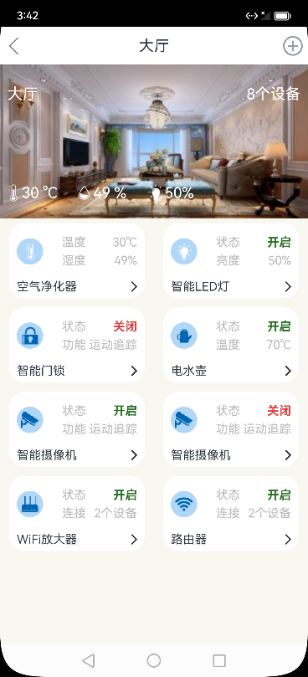 3:42
大厅
大厅 8个设备
30 ℃ 49 % 50%
温度 30℃
湿度 49%
空气净化器
状态 开启
亮度 50%
智能LED灯
状态 关闭
功能 运动追踪
智能门锁
状态 开启
温度 70℃
电水壶
状态 开启
功能 运动追踪
智能摄像机
状态 关闭
功能 运动追踪
智能摄像机
状态 开启
连接 2个设备
WiFi放大器
状态 开启
连接 2个设备
路由器